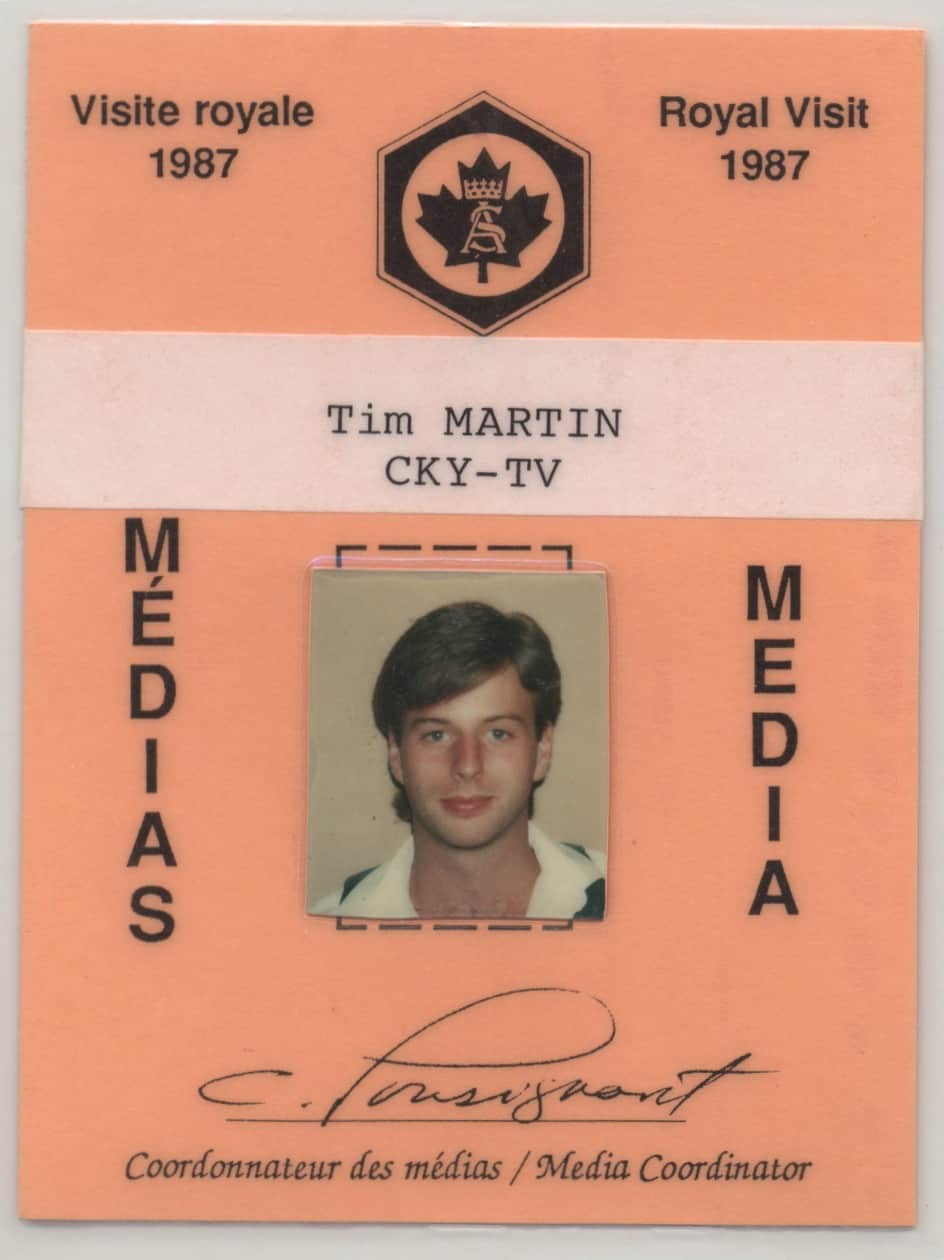 Visite royale
1987
Royal Visit
1987
Tim MARTIN
CKY-TV
MÉDIAS
MEDIA
C.
Coordonnateur des médias / Media Coordinator